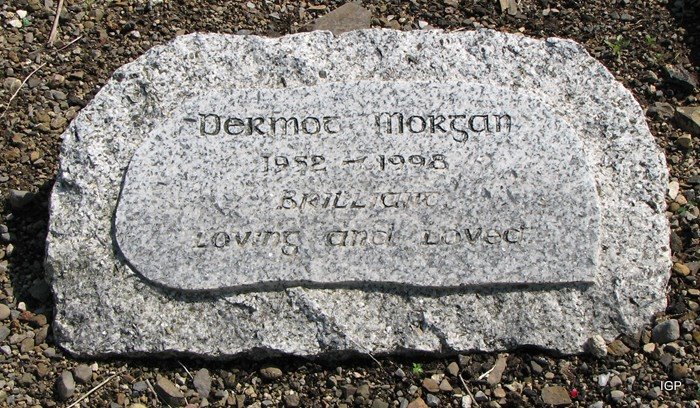 Dermot Morgan
1952 - 1998
Brilliant
Loving and Loved
IGP